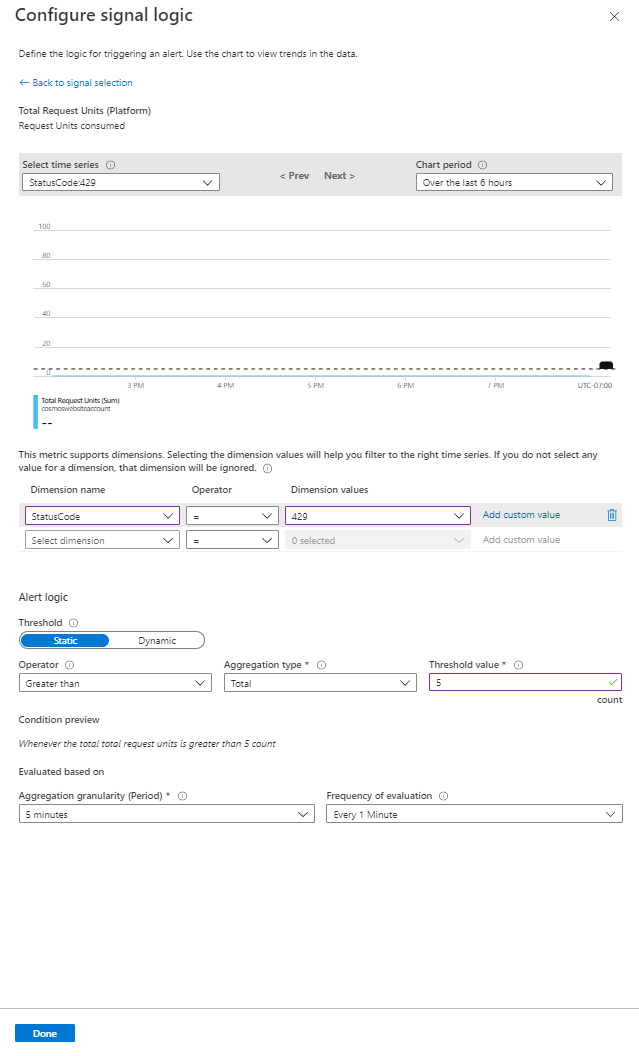 Configure signal logic
Define the logic for triggering an alert. Use the chart to view trends in the data.
← Back to signal selection
Total Request Units (Platform)
Request Units consumed
Select time series
StatusCode:429
< Prev Next >
Chart period
Over the last 6 hours
100
80
60
40
20
0
3 PM 4 PM 5 PM 6 PM 7 PM UTC-07:00
Total Request Units (Sum)
cosmoswebsiteaccount
--
This metric supports dimensions. Selecting the dimension values will help you filter to the right time series. If you do not select any
value for a dimension, that dimension will be ignored.
Dimension name Operator Dimension values
StatusCode = 429 Add custom value
Select dimension = 0 selected Add custom value
Alert logic
Threshold
Static Dynamic
Operator Aggregation type * Threshold value *
Greater than Total 5
count
Condition preview
Whenever the total total request units is greater than 5 count
Evaluated based on
Aggregation granularity (Period) * Frequency of evaluation
5 minutes Every 1 Minute
Done